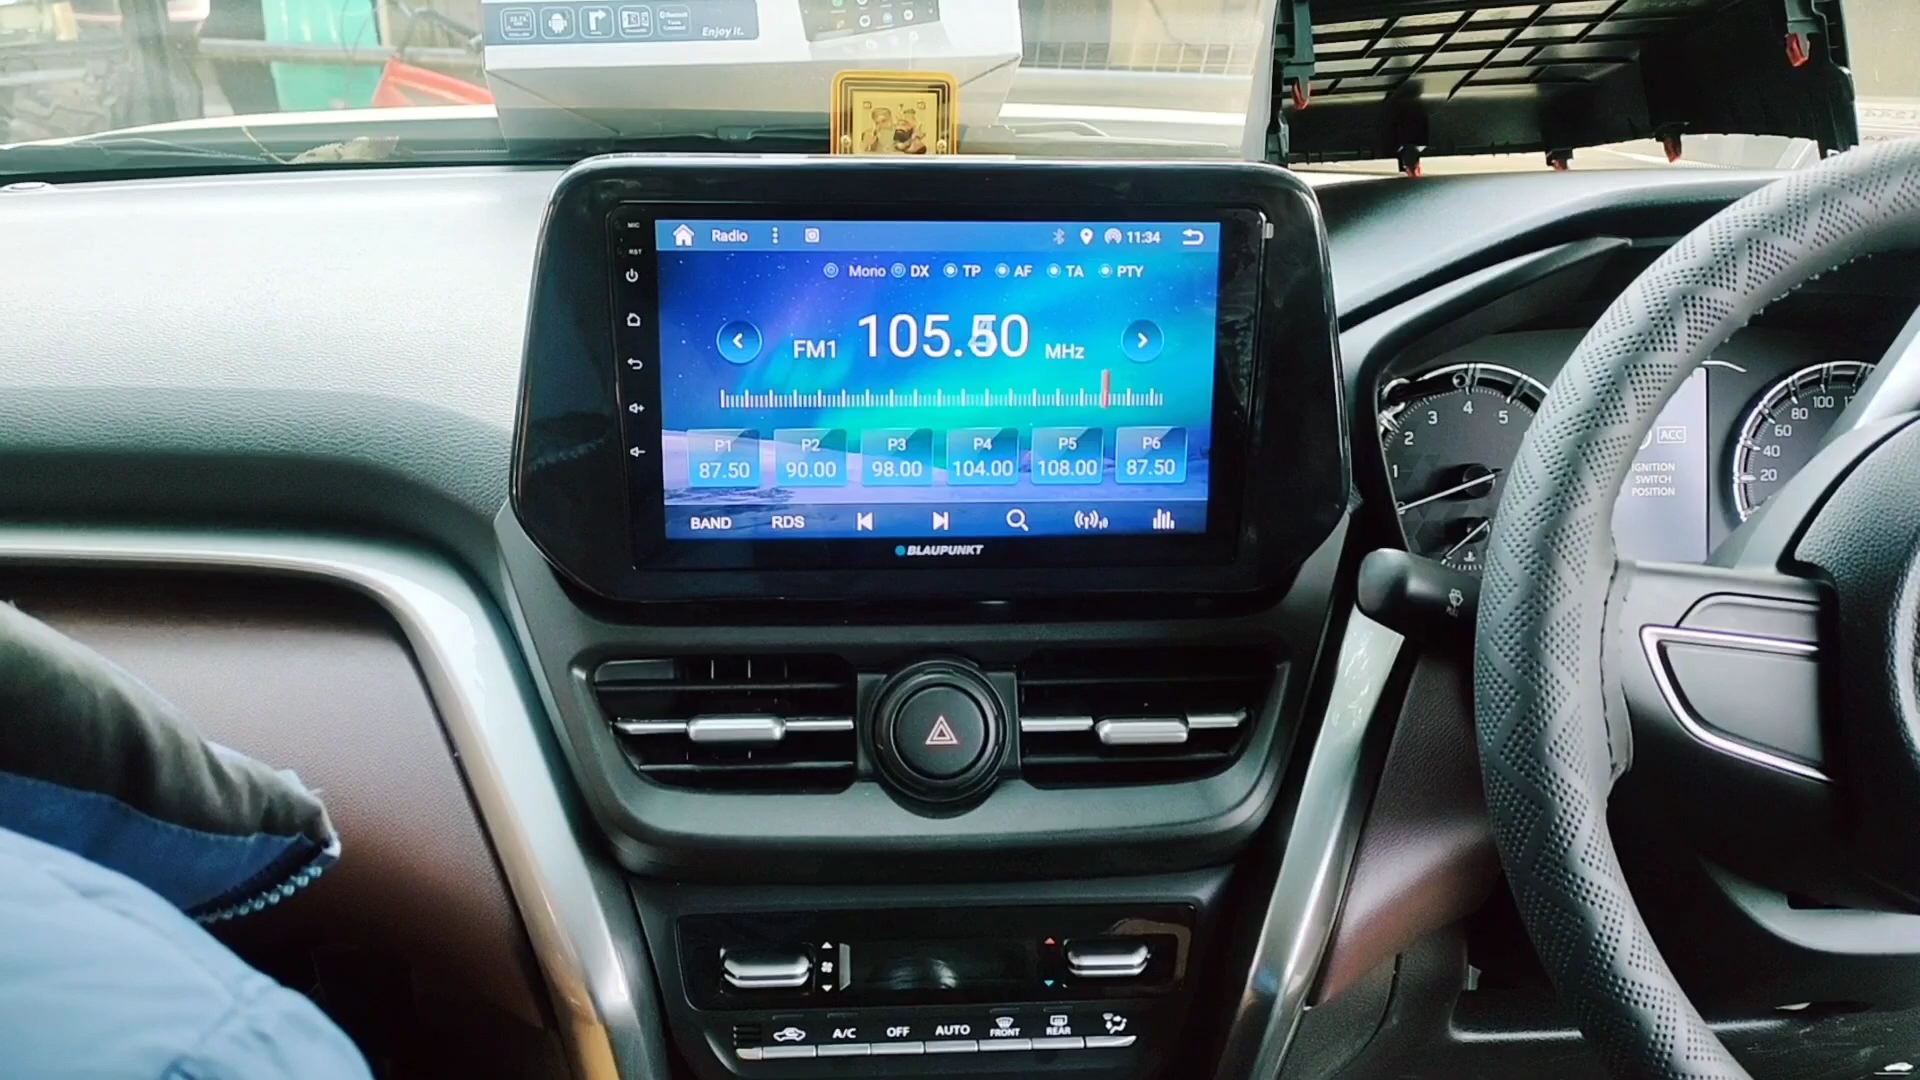 Enjoy it.
MIC
RST
Radio
11:34
Mono DX TP AF TA PTY
FM1 105. 0 MHz
P1 P2 P3 P4 P5 P6
87.50 90.00 98.00 104.00 108.00 87.50
BAND RDS
BLAUPUNKT
1 2 3 4 5
ACC
IGNITION
SWITCH
POSITION
20 40 60 80 100
A/C OFF AUTO FRONT REAR